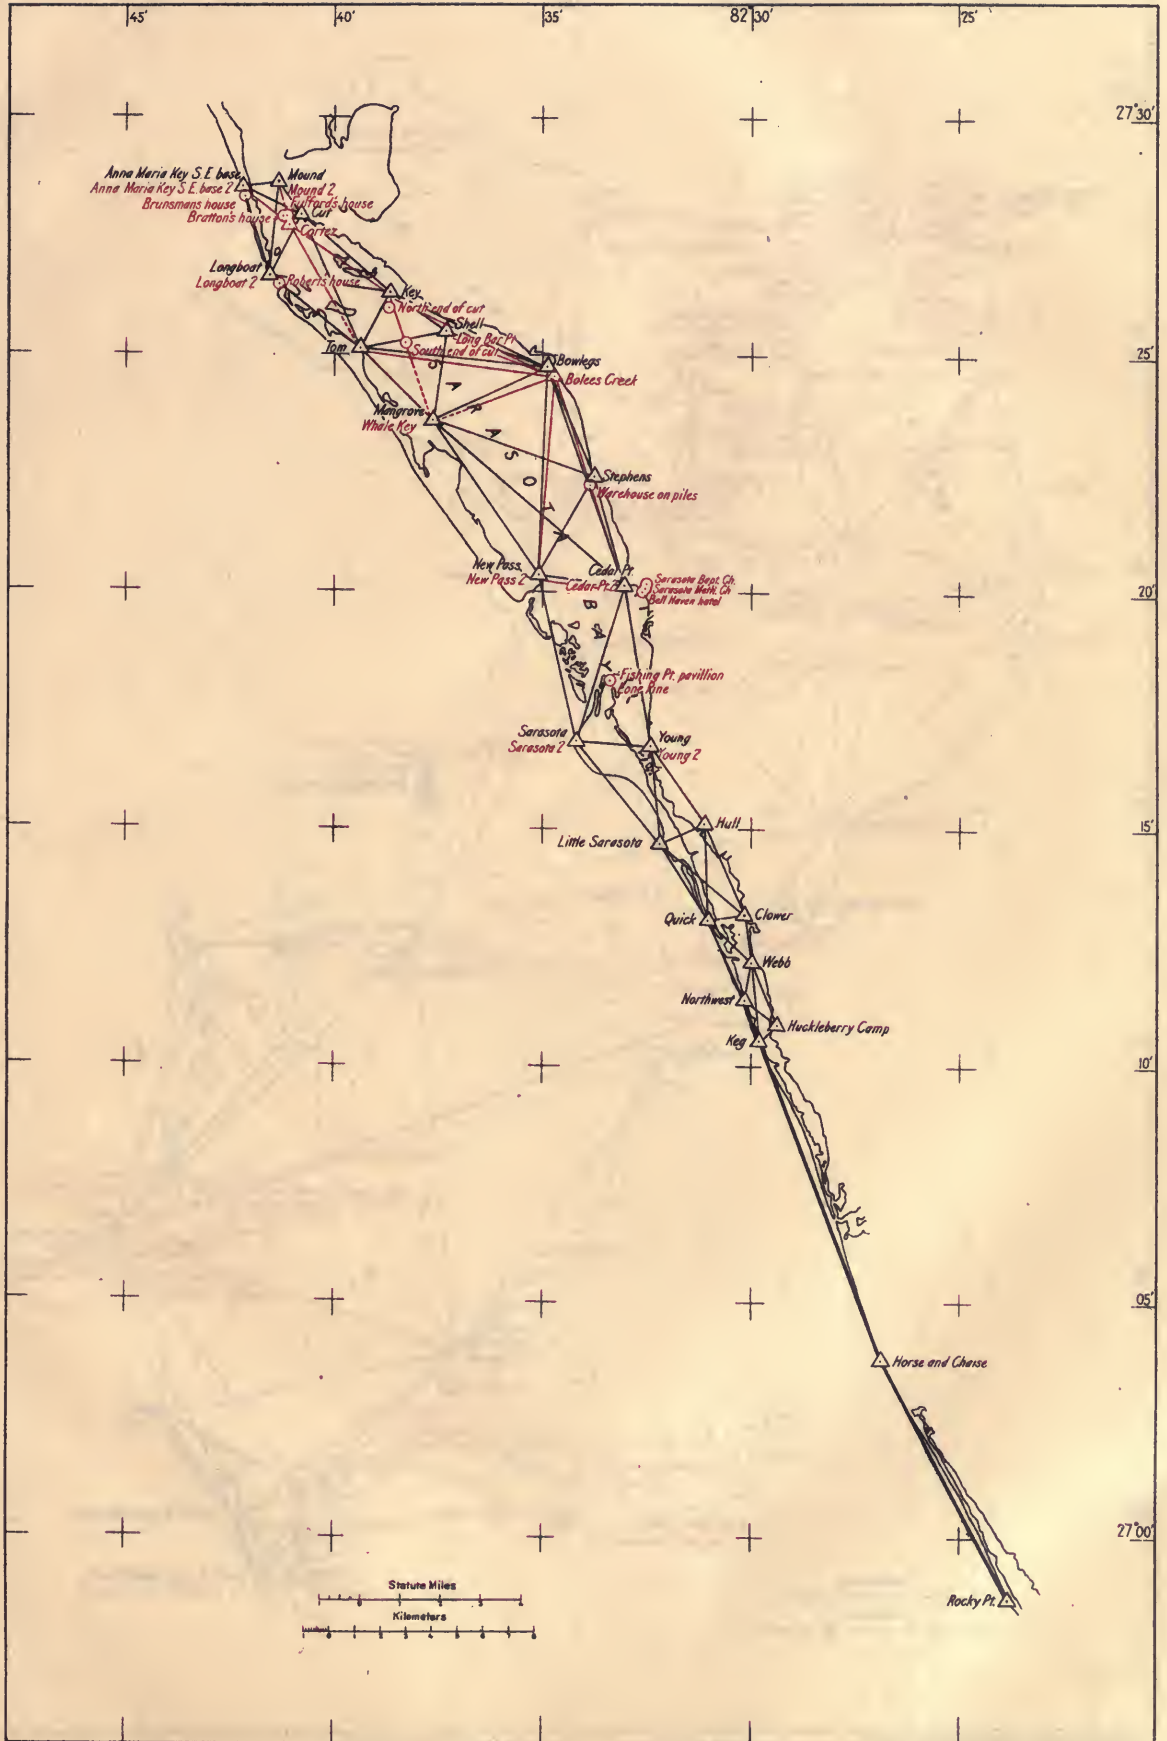 45'
40'
35'
82°30'
25'
27°30'
Anna Maria Key S.E. base
Anna Maria Key S.E. base 2
Mound
Mound 2
Fulford's house
Brunsmans house
Bratton's house
Cut
Cortez
Longboat
Longboat 2
Roberts house
Key
North end of cut
Shell
Long Bar Pt.
Tom
South end of cut
25'
Bowlegs
Bolees Creek
Mangrove
Whale Key
SARASOTA
Stephens
Warehouse on piles
New Pass
New Pass 2
Cedar Pt.
Cedar Pt. 2
Sarasota Bapt. Ch.
Sarasota Meth. Ch
Bell Haven hotel
20'
BAY
Fishing Pt. pavillion
Lone Pine
Sarasota
Sarasota 2
Young
Young 2
Hull
15'
Little Sarasota
Quick
Clower
Webb
Northwest
Huckleberry Camp
Keg
10'
05'
Horse and Chaise
27°00'
Statute Miles
Kilometers
Rocky Pt.